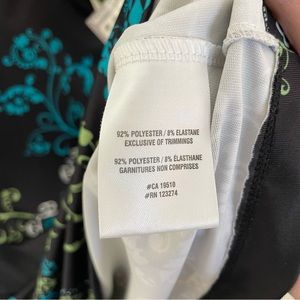 92% POLYESTER / 8% ELASTANE
EXCLUSIVE OF TRIMMINGS
92% POLYESTER / 8% ELASTHANE
GARNITURES NON COMPRISES
#CA 19510
#RN 123274